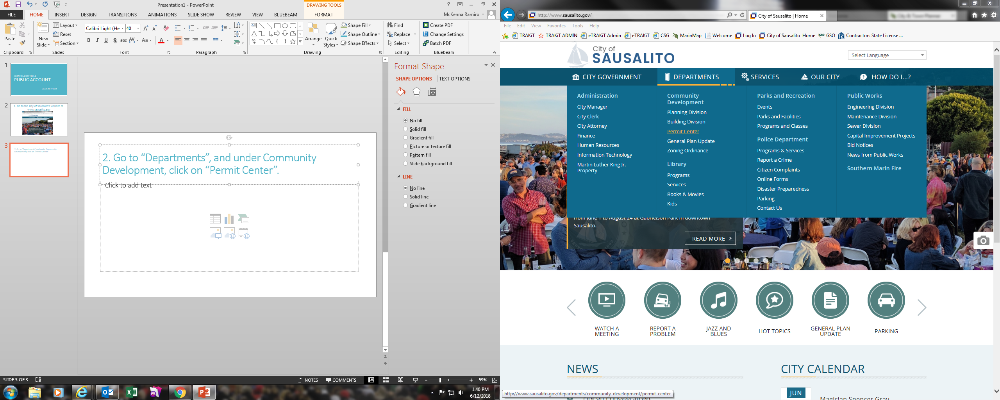 Presentation1 - PowerPoint
DRAWING TOOLS
FILE
HOME
INSERT
DESIGN
TRANSITIONS
ANIMATIONS
SLIDE SHOW
REVIEW
VIEW
BLUEBEAM
FORMAT
McKenna Ramiro
Paste
New
Slide
Layout
Reset
Section
Calibri Light (He
40
B I U S abc AV Aa A
Shape Fill
Shape Outline
Shape Effects
Arrange
Quick
Styles
Find
Replace
Select
Create PDF
Change Settings
Batch PDF
Clipboard
Slides
Font
Paragraph
Drawing
Editing
Bluebeam
1
HOW TO APPLY FOR A
PUBLIC ACCOUNT
SAUSALITO eTRAKiT
2
1. Go to the City of Sausalito's website at
www.sausalito.gov
3
2. Go to “Departments”, and under Community
Development, click on “Permit Center”.
2. Go to “Departments”, and under Community
Development, click on “Permit Center”.
Click to add text
Format Shape
SHAPE OPTIONS
TEXT OPTIONS
FILL
No fill
Solid fill
Gradient fill
Picture or texture fill
Pattern fill
Slide background fill
LINE
No line
Solid line
Gradient line
SLIDE 3 OF 3
NOTES
COMMENTS
59%
1:40 PM
6/12/2018
http://www.sausalito.gov/
City of Sausalito | Home
File Edit View Favorites Tools Help
TRAKiT
TRAKiT ADMIN
eTRAKiT Admin
eTRAKiT
CSG
MarinMap
Welcome
Log In
City of Sausalito Home
GSO
Contractors State License ...
City of
SAUSALITO
Select Language
CITY GOVERNMENT
DEPARTMENTS
SERVICES
OUR CITY
HOW DO I...?
Administration
City Manager
City Clerk
City Attorney
Finance
Human Resources
Information Technology
Martin Luther King Jr.
Property
Community
Development
Planning Division
Building Division
Permit Center
General Plan Update
Zoning Ordinance
Library
Programs
Services
Books & Movies
Kids
Parks and Recreation
Events
Parks and Facilities
Programs and Classes
Police Department
Programs & Services
Report a Crime
Citizen Complaints
Online Forms
Disaster Preparedness
Parking
Contact Us
Public Works
Engineering Division
Maintenance Division
Sewer Division
Capital Improvement Projects
Bid Notices
News from Public Works
Southern Marin Fire
from June 1 to August 24 at Gabrielson Park in downtown
Sausalito.
READ MORE
WATCH A
MEETING
REPORT A
PROBLEM
JAZZ AND
BLUES
HOT TOPICS
GENERAL PLAN
UPDATE
PARKING
NEWS
CITY CALENDAR
JUN
http://www.sausalito.gov/departments/community-development/permit-center
Fire on Princess Street
Magician Spencer Gray